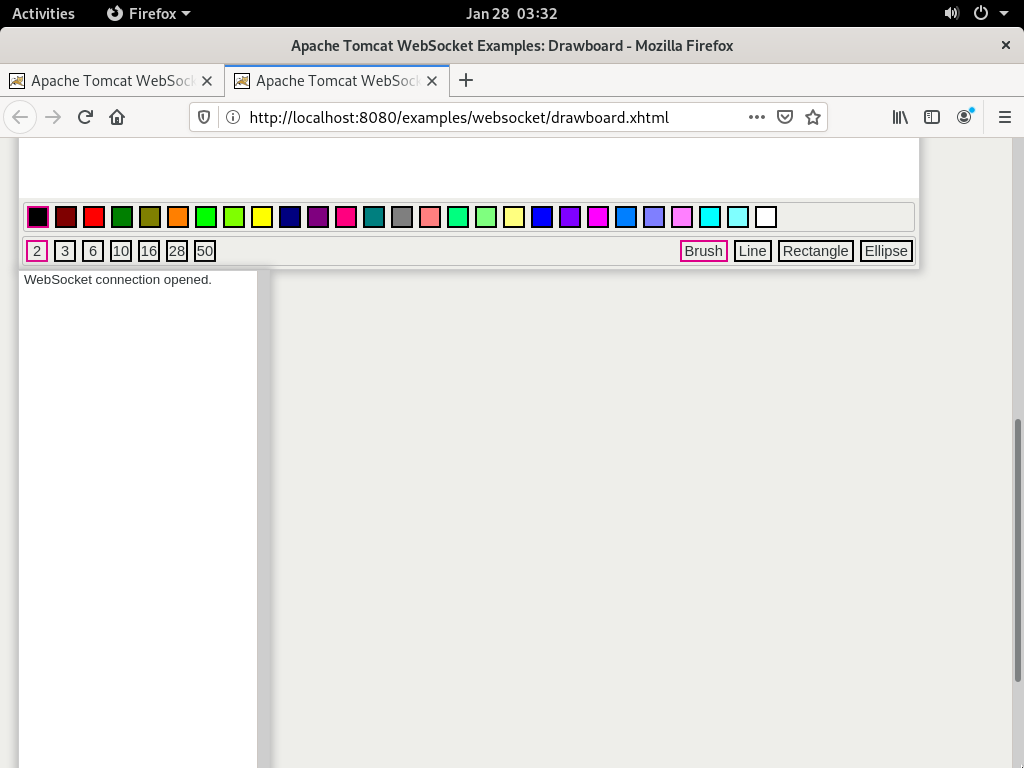 Activities Firefox Jan 28 03:32
Apache Tomcat WebSocket Examples: Drawboard - Mozilla Firefox
Apache Tomcat WebSock Apache Tomcat WebSock
http://localhost:8080/examples/websocket/drawboard.xhtml
2 3 6 10 16 28 50 Brush Line Rectangle Ellipse
WebSocket connection opened.